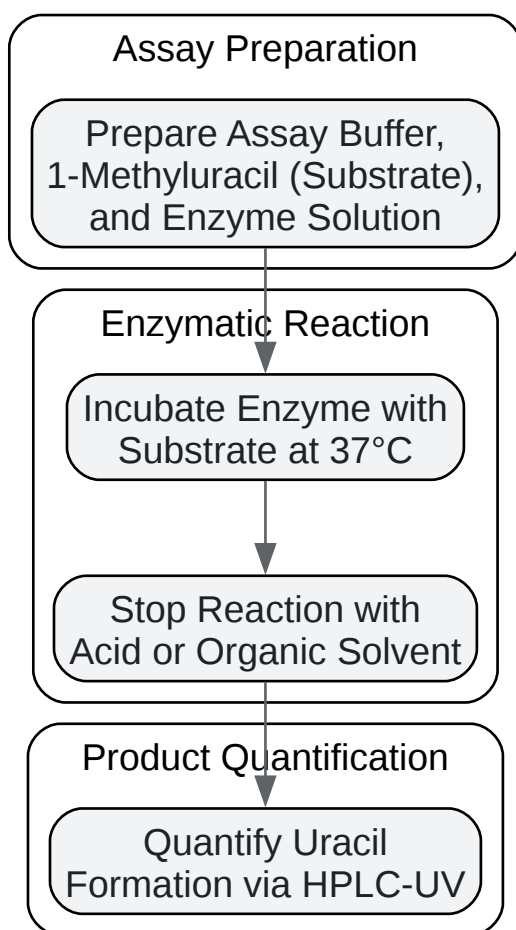 Assay Preparation
Prepare Assay Buffer,
1-Methyluracil (Substrate),
and Enzyme Solution
Enzymatic Reaction
Incubate Enzyme with
Substrate at 37°C
Stop Reaction with
Acid or Organic Solvent
Product Quantification
Quantify Uracil
Formation via HPLC-UV